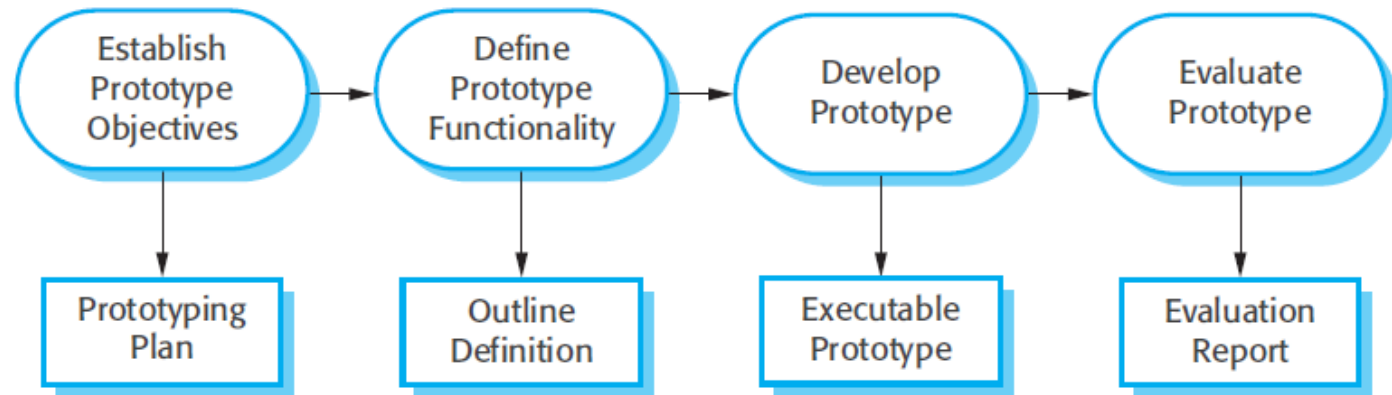 Establish
Prototype
Objectives
Define
Prototype
Functionality
Develop
Prototype
Evaluate
Prototype
Prototyping
Plan
Outline
Definition
Executable
Prototype
Evaluation
Report